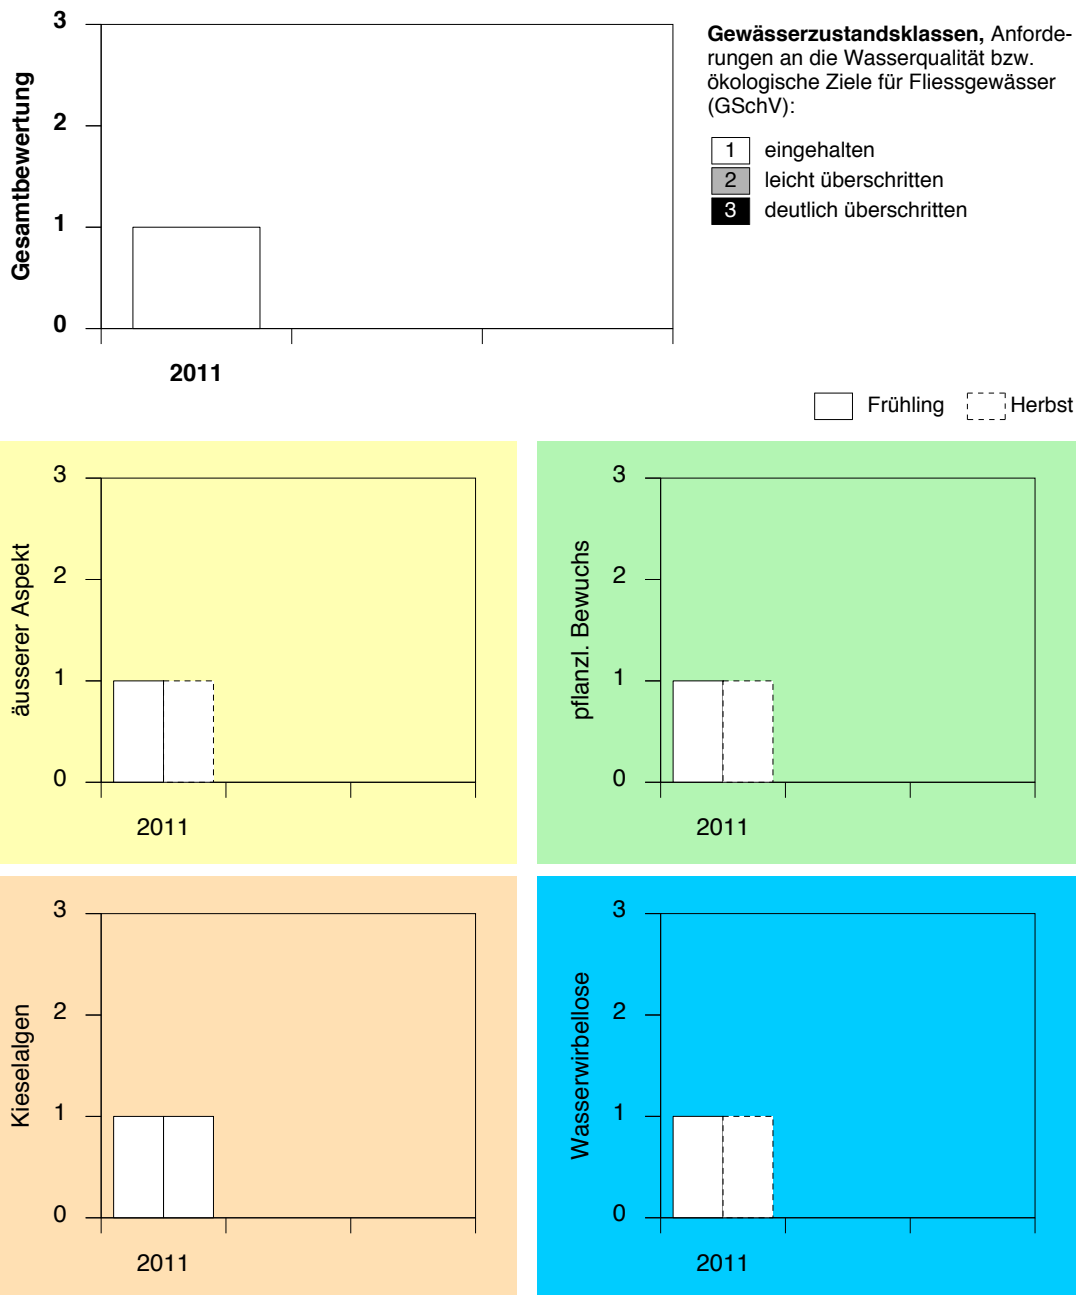 Gesamtbewertung
3
2
1
0
2011
Gewässerzustandsklassen, Anforde-
rungen an die Wasserqualität bzw.
ökologische Ziele für Fliessgewässer
(GSchV):
1 eingehalten
2 leicht überschritten
3 deutlich überschritten
Frühling Herbst
äusserer Aspekt
3
2
1
0
2011
pflanzl. Bewuchs
3
2
1
0
2011
Kieselalgen
3
2
1
0
2011
Wasserwirbellose
3
2
1
0
2011